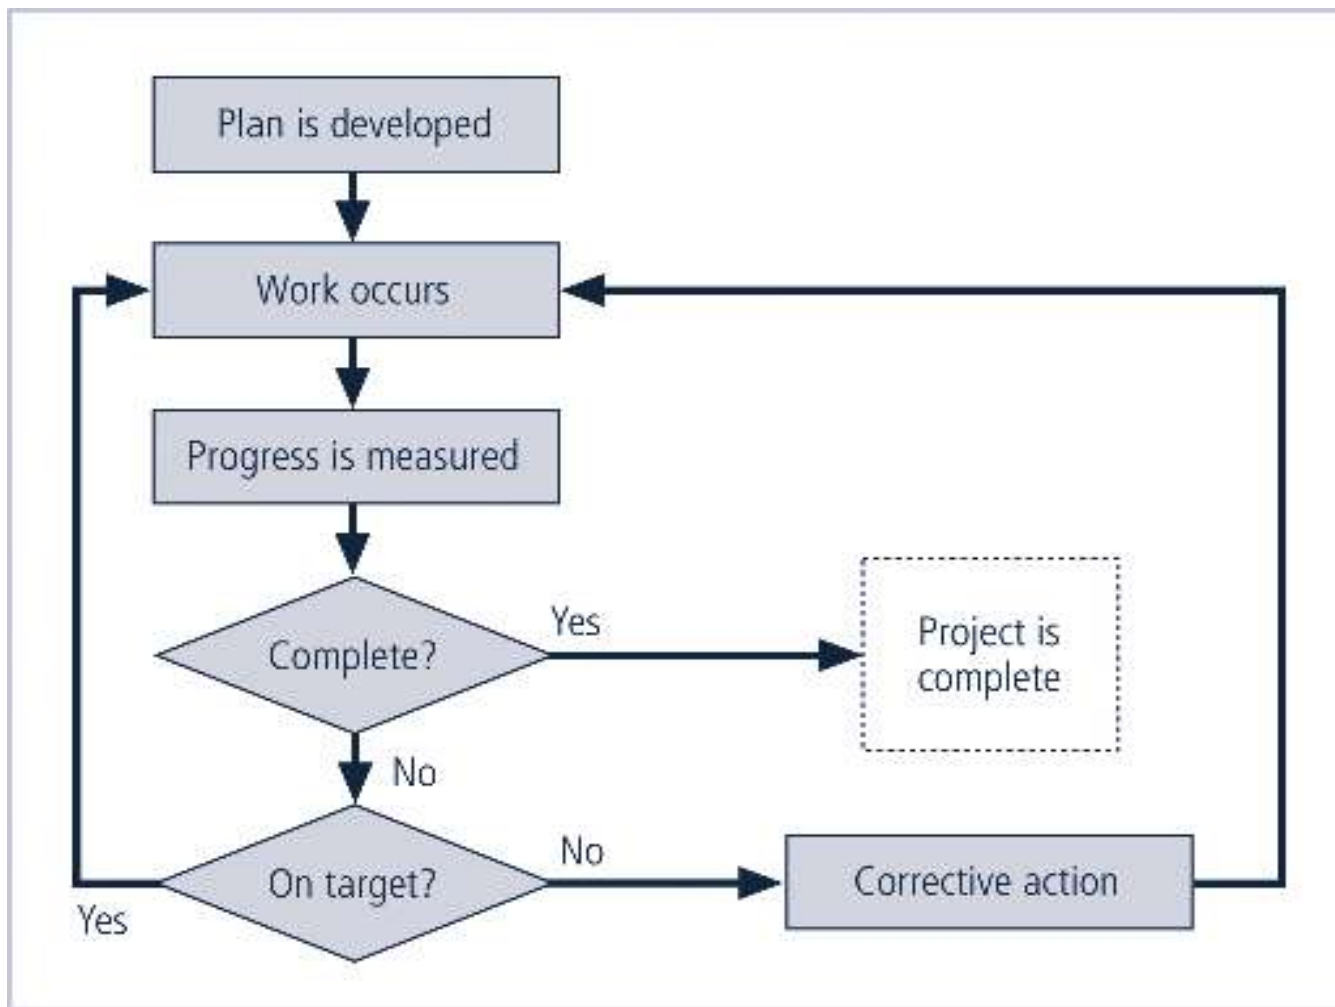 Plan is developed
Work occurs
Progress is measured
Complete?
Yes
Project is
complete
No
On target?
No
Corrective action
Yes